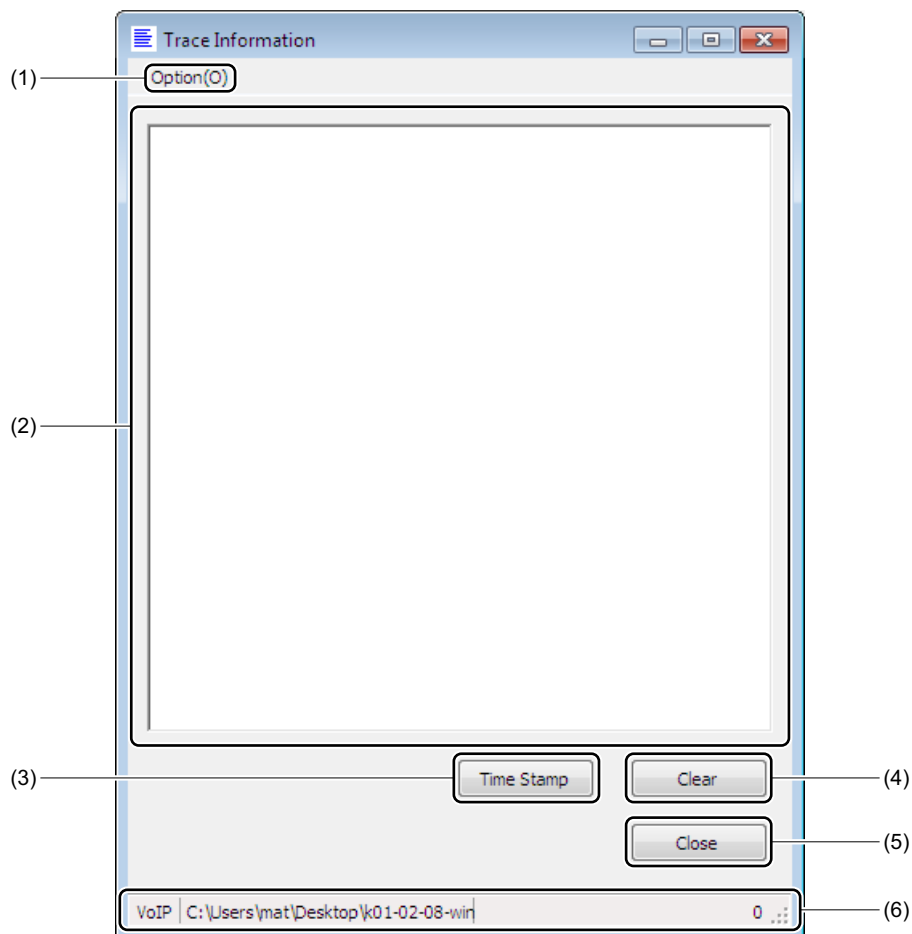 Trace Information
(1) Option(O)
(2)
(3) Time Stamp Clear (4)
Close (5)
VoIP C:\Users\mat\Desktop\k01-02-08-win 0 (6)